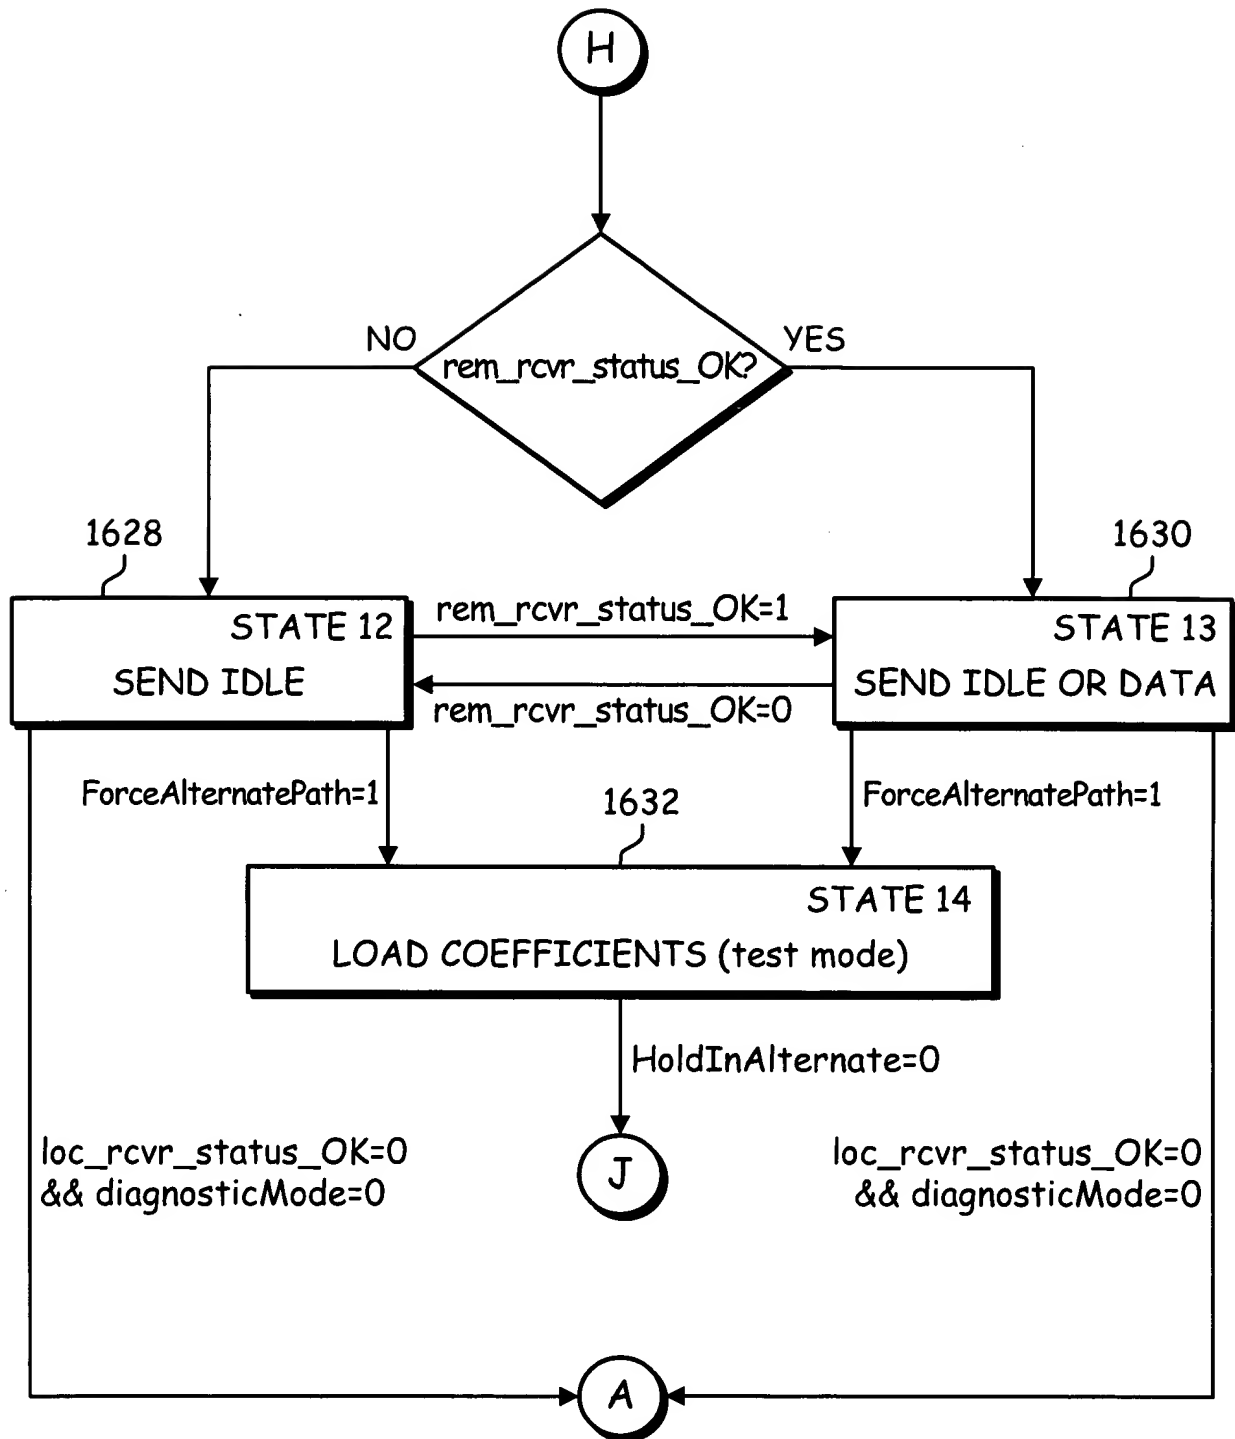 H
NO
YES
rem_rcvr_status_OK?
1628
1630
STATE 12
SEND IDLE
rem_rcvr_status_OK=1
rem_rcvr_status_OK=0
STATE 13
SEND IDLE OR DATA
ForceAlternatePath=1
ForceAlternatePath=1
1632
STATE 14
LOAD COEFFICIENTS (test mode)
HoldInAlternate=0
J
loc_rcvr_status_OK=0
&& diagnosticMode=0
loc_rcvr_status_OK=0
&& diagnosticMode=0
A